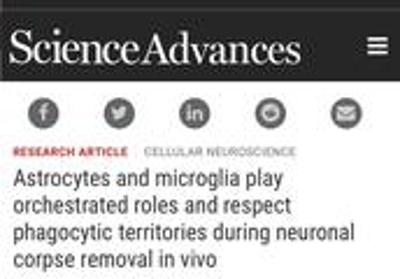 ScienceAdvances
RESEARCH ARTICLE CELLULAR NEUROSCIENCE
Astrocytes and microglia play
orchestrated roles and respect
phagocytic territories during neuronal
corpse removal in vivo